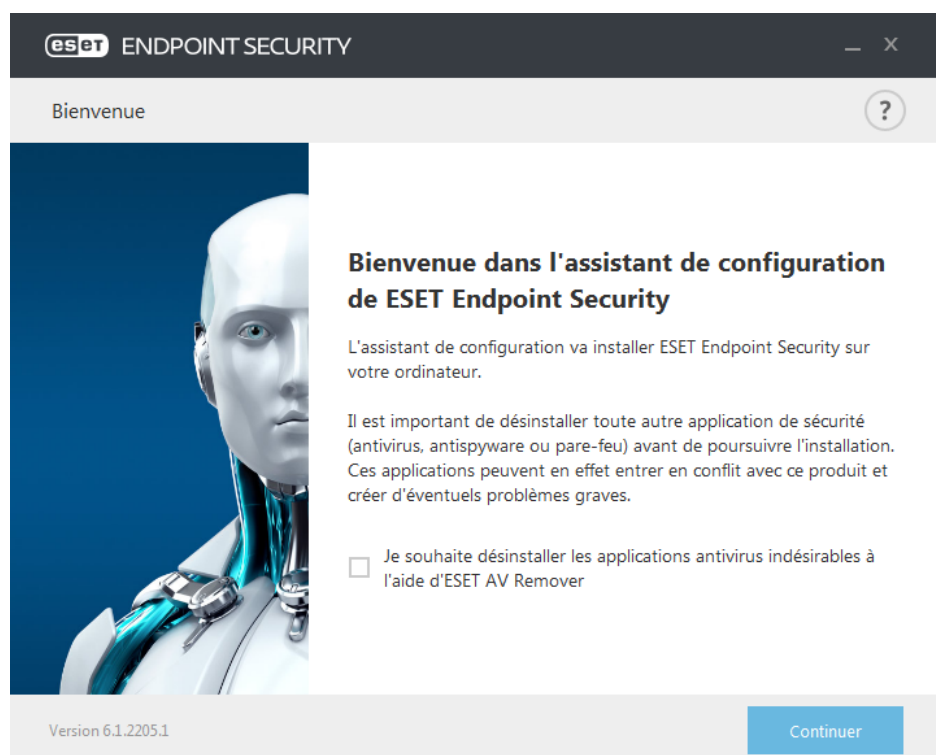 eset ENDPOINT SECURITY
Bienvenue
?
Bienvenue dans l'assistant de configuration
de ESET Endpoint Security
L'assistant de configuration va installer ESET Endpoint Security sur
votre ordinateur.
Il est important de désinstaller toute autre application de sécurité
(antivirus, antispyware ou pare-feu) avant de poursuivre l'installation.
Ces applications peuvent en effet entrer en conflit avec ce produit et
créer d'éventuels problèmes graves.
Je souhaite désinstaller les applications antivirus indésirables à
l'aide d'ESET AV Remover
Version 6.1.2205.1
Continuer